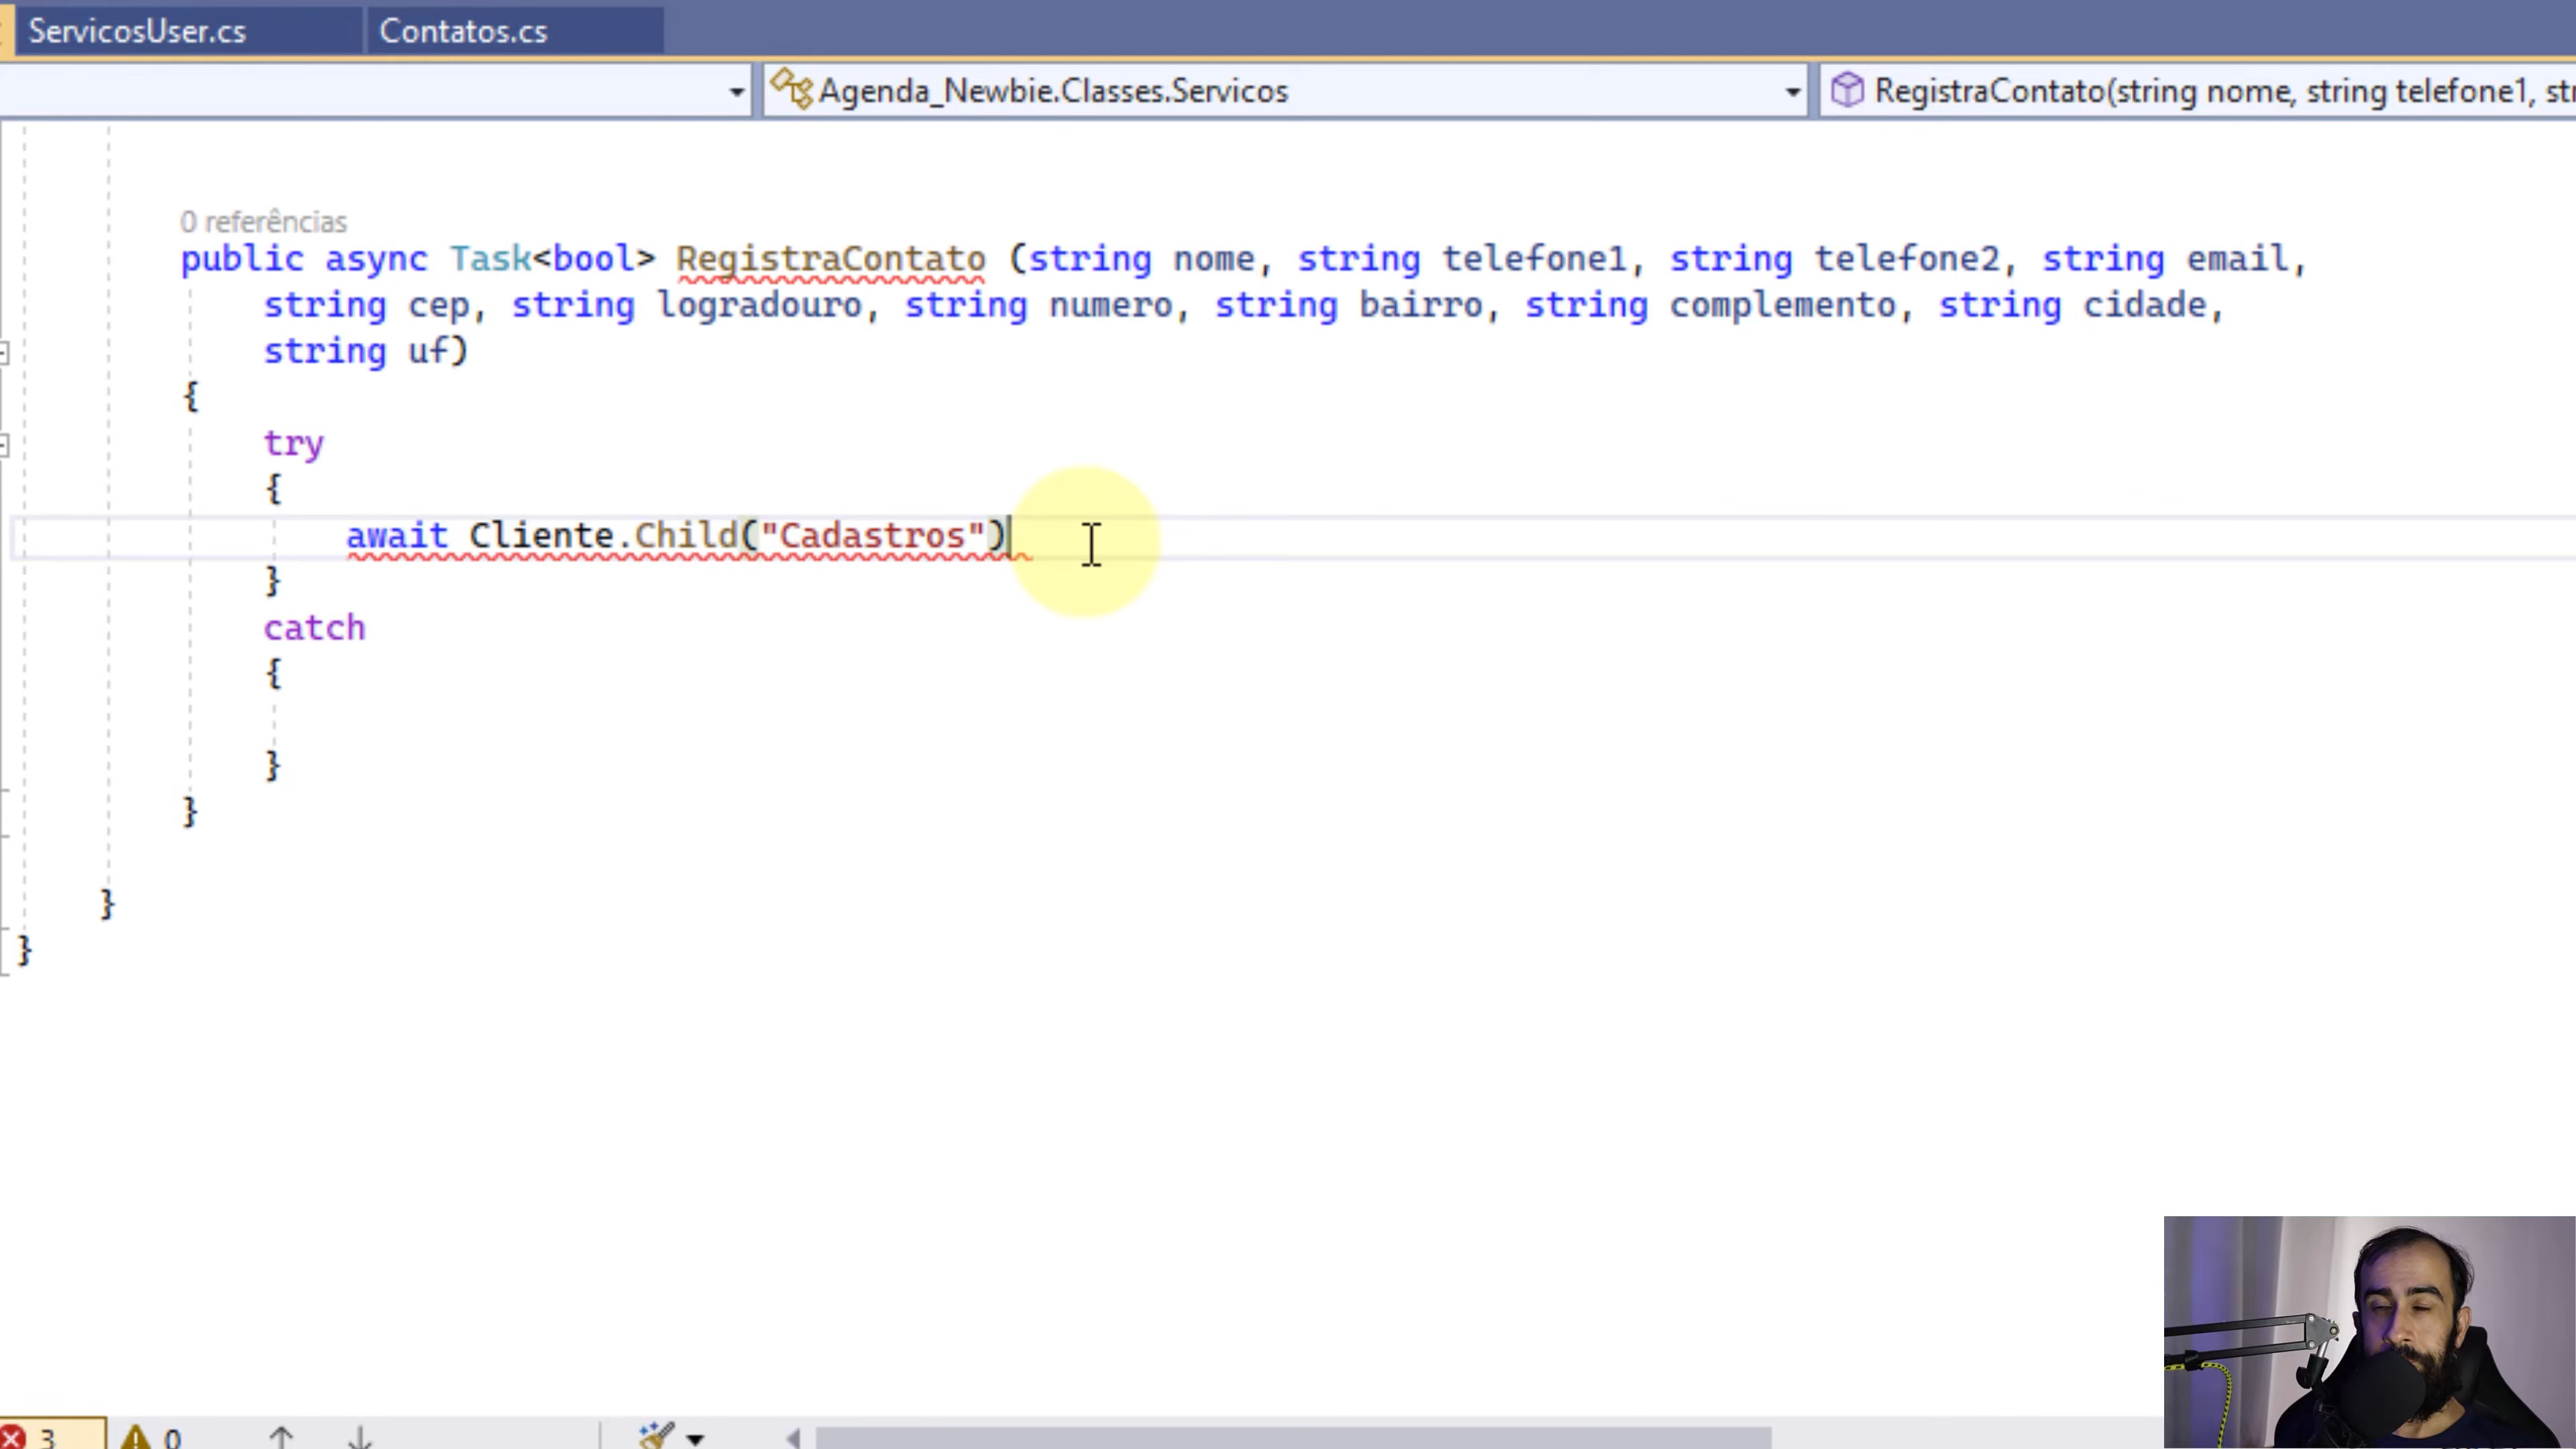 ServicosUser.cs Contatos.cs
Agenda_Newbie.Classes.Servicos RegistraContato(string nome, string telefone1,
0 referências
public async Task<bool> RegistraContato (string nome, string telefone1, string telefone2, string email,
string cep, string logradouro, string numero, string bairro, string complemento, string cidade,
string uf)
{
try
{
await Cliente.Child("Cadastros")
}
catch
{
}
}
}
}
3 0